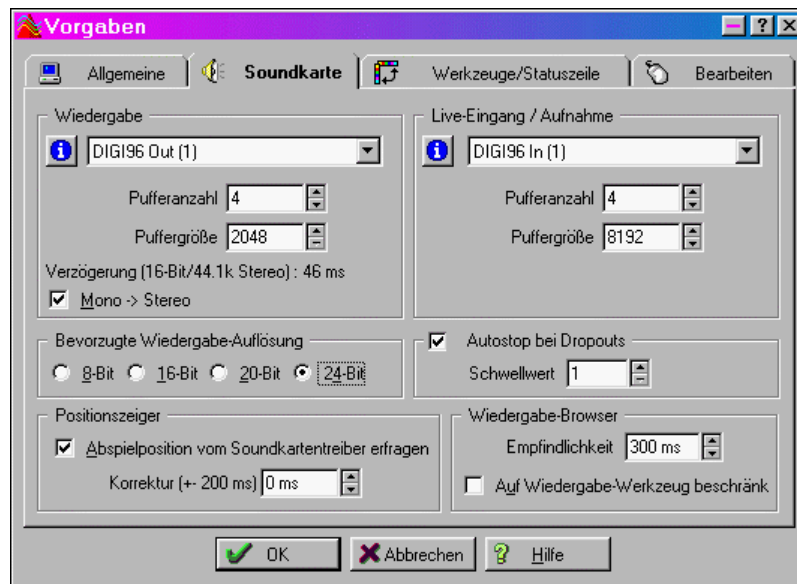 Vorgaben
Allgemeine
Soundkarte
Werkzeuge/Statuszeile
Bearbeiten
Wiedergabe
DIGI96 Out (1)
Pufferanzahl 4
Puffergröße 2048
Verzögerung (16-Bit/44.1k Stereo) : 46 ms
Mono -> Stereo
Live-Eingang / Aufnahme
DIGI96 In (1)
Pufferanzahl 4
Puffergröße 8192
Bevorzugte Wiedergabe-Auflösung
8-Bit 16-Bit 20-Bit 24-Bit
Autostop bei Dropouts
Schwellwert 1
Positionszeiger
Abspielposition vom Soundkartentreiber erfragen
Korrektur (+- 200 ms) 0 ms
Wiedergabe-Browser
Empfindlichkeit 300 ms
Auf Wiedergabe-Werkzeug beschränk
OK
Abbrechen
Hilfe